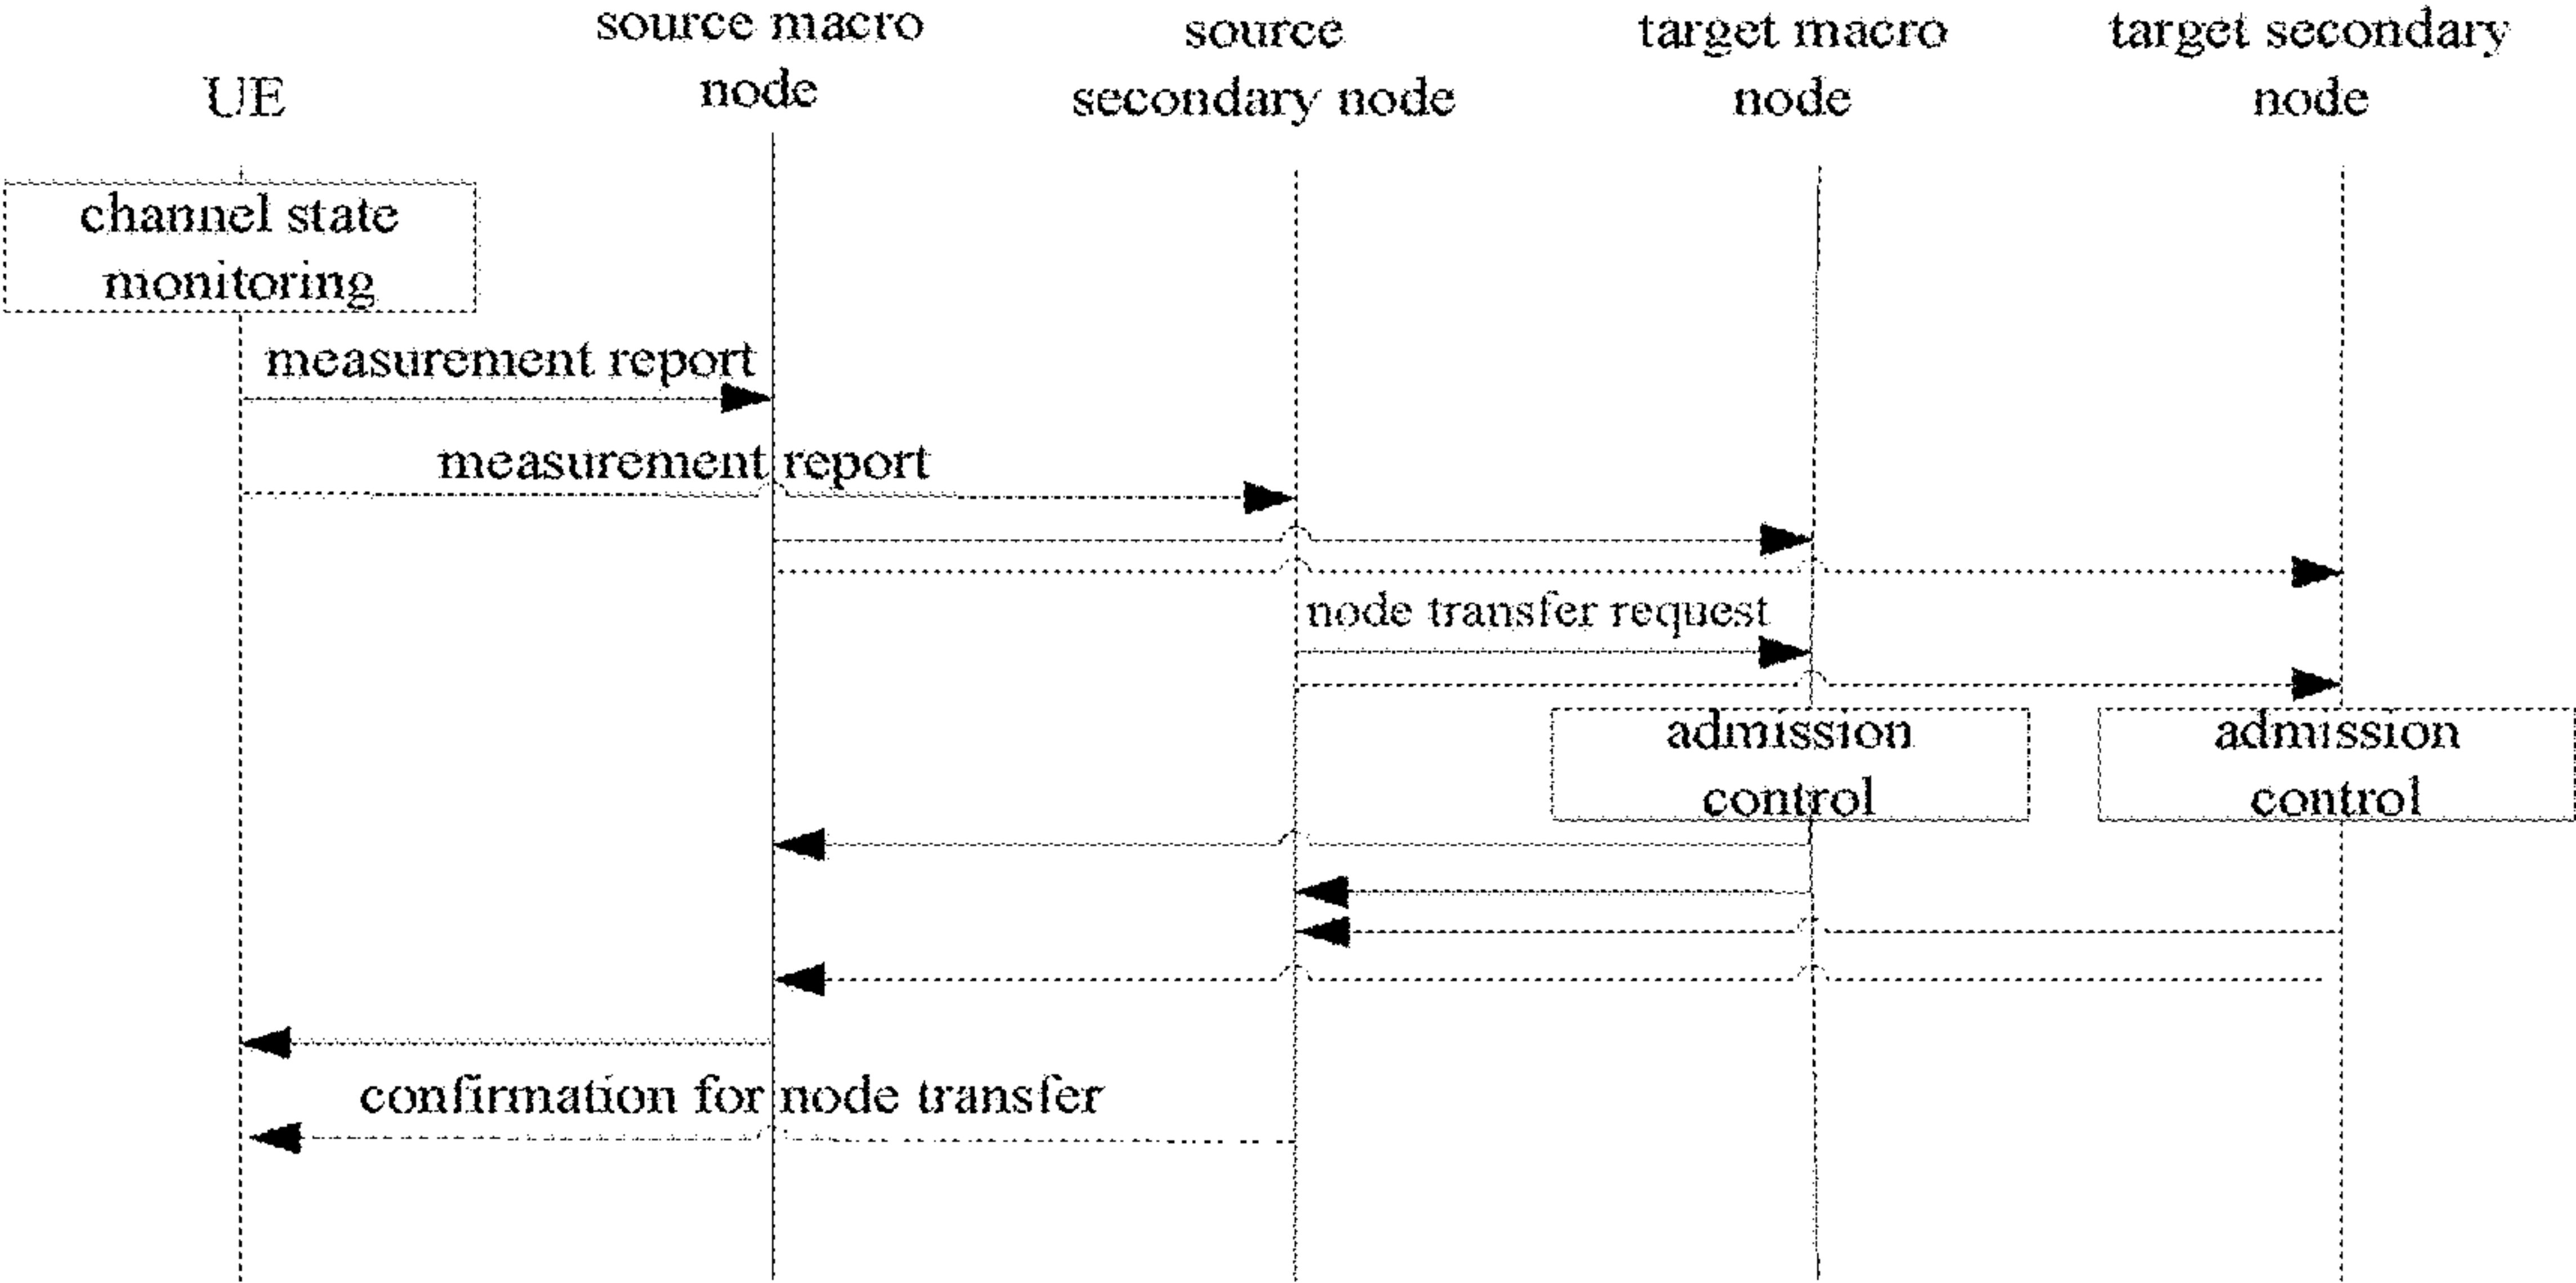 UE
source macro
node
source
secondary node
target macro
node
target secondary
node
channel state
monitoring
measurement report
measurement report
node transfer request
admission
control
admission
control
confirmation for node transfer